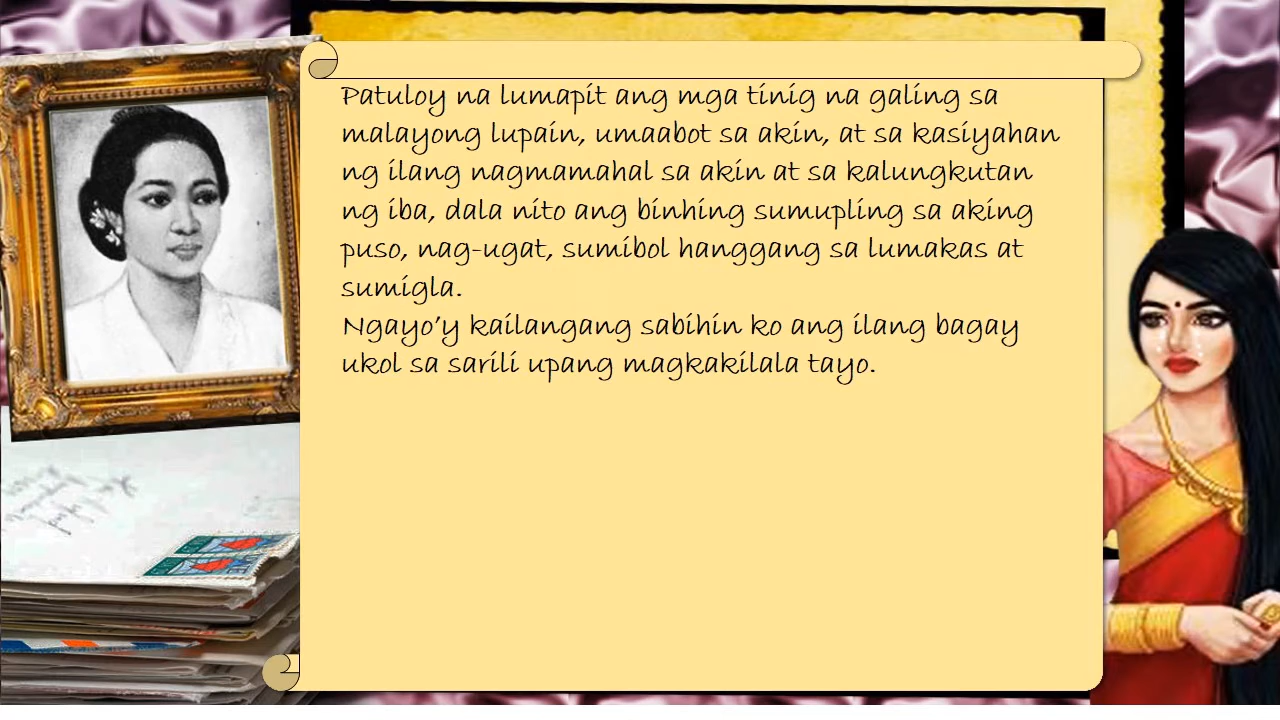 Patuloy na lumapit ang mga tinig na galing sa
malayong lupain, umaabot sa akin, at sa kasiyahan
ng ilang nagmamahal sa akin at sa kalungkutan
ng iba, dala nito ang binhing sumupling sa aking
puso, nag-ugat, sumibol hanggang sa lumakas at
sumigla.
Ngayo’y kailangang sabihin ko ang ilang bagay
ukol sa sarili upang magkakilala tayo.